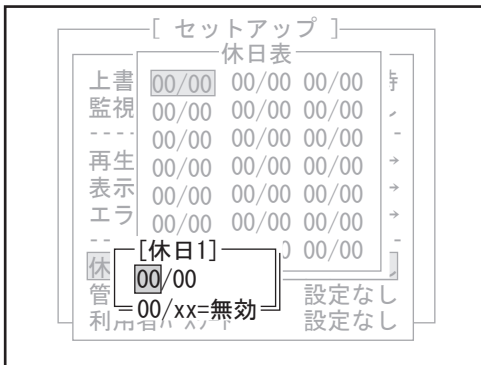 [ セットアップ ]
休日表
上書 00/00 00/00 00/00
監視 00/00 00/00 00/00
00/00 00/00 00/00
再生 00/00 00/00 00/00
表示 00/00 00/00 00/00
エラ 00/00 00/00 00/00
[休日1] 00/00
休
00/00
管 設定なし
00/xx=無効
利用者 設定なし